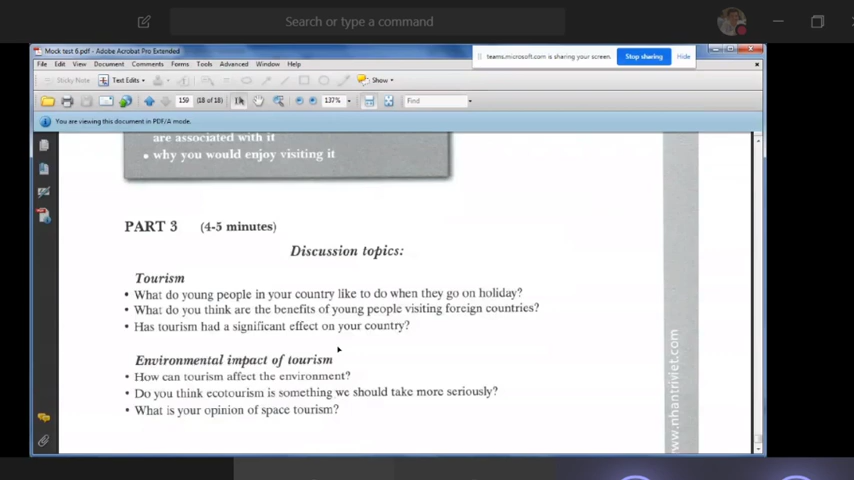 Search or type a command
Mock test 6.pdf - Adobe Acrobat Pro Extended
teams.microsoft.com is sharing your screen.
Stop sharing
Hide
File Edit View Document Comments Forms Tools Advanced Window Help
Sticky Note Text Edits Show
159 (18 of 18) 137% Find
You are viewing this document in PDF/A mode.
are associated with it
• why you would enjoy visiting it
PART 3 (4-5 minutes)
Discussion topics:
Tourism
• What do young people in your country like to do when they go on holiday?
• What do you think are the benefits of young people visiting foreign countries?
• Has tourism had a significant effect on your country?
Environmental impact of tourism
• How can tourism affect the environment?
• Do you think ecotourism is something we should take more seriously?
• What is your opinion of space tourism?
www.nhantriviet.com